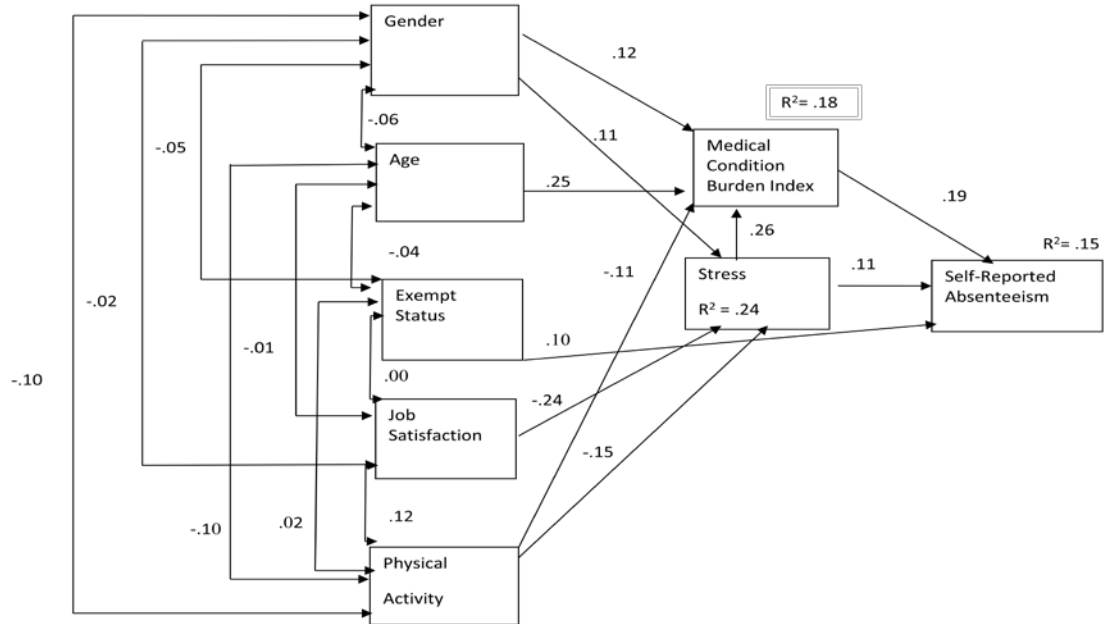 Gender
.12
R²= .18
-.06
.11
Medical
Condition
Burden Index
-.05
Age
.25
.19
.26
R²= .15
-.04
-.11
Stress
R² = .24
.11
Self-Reported
Absenteeism
Exempt
Status
-.02
-.01
.10
-.10
.00
-.24
Job
Satisfaction
-.15
-.10
.02
.12
Physical
Activity